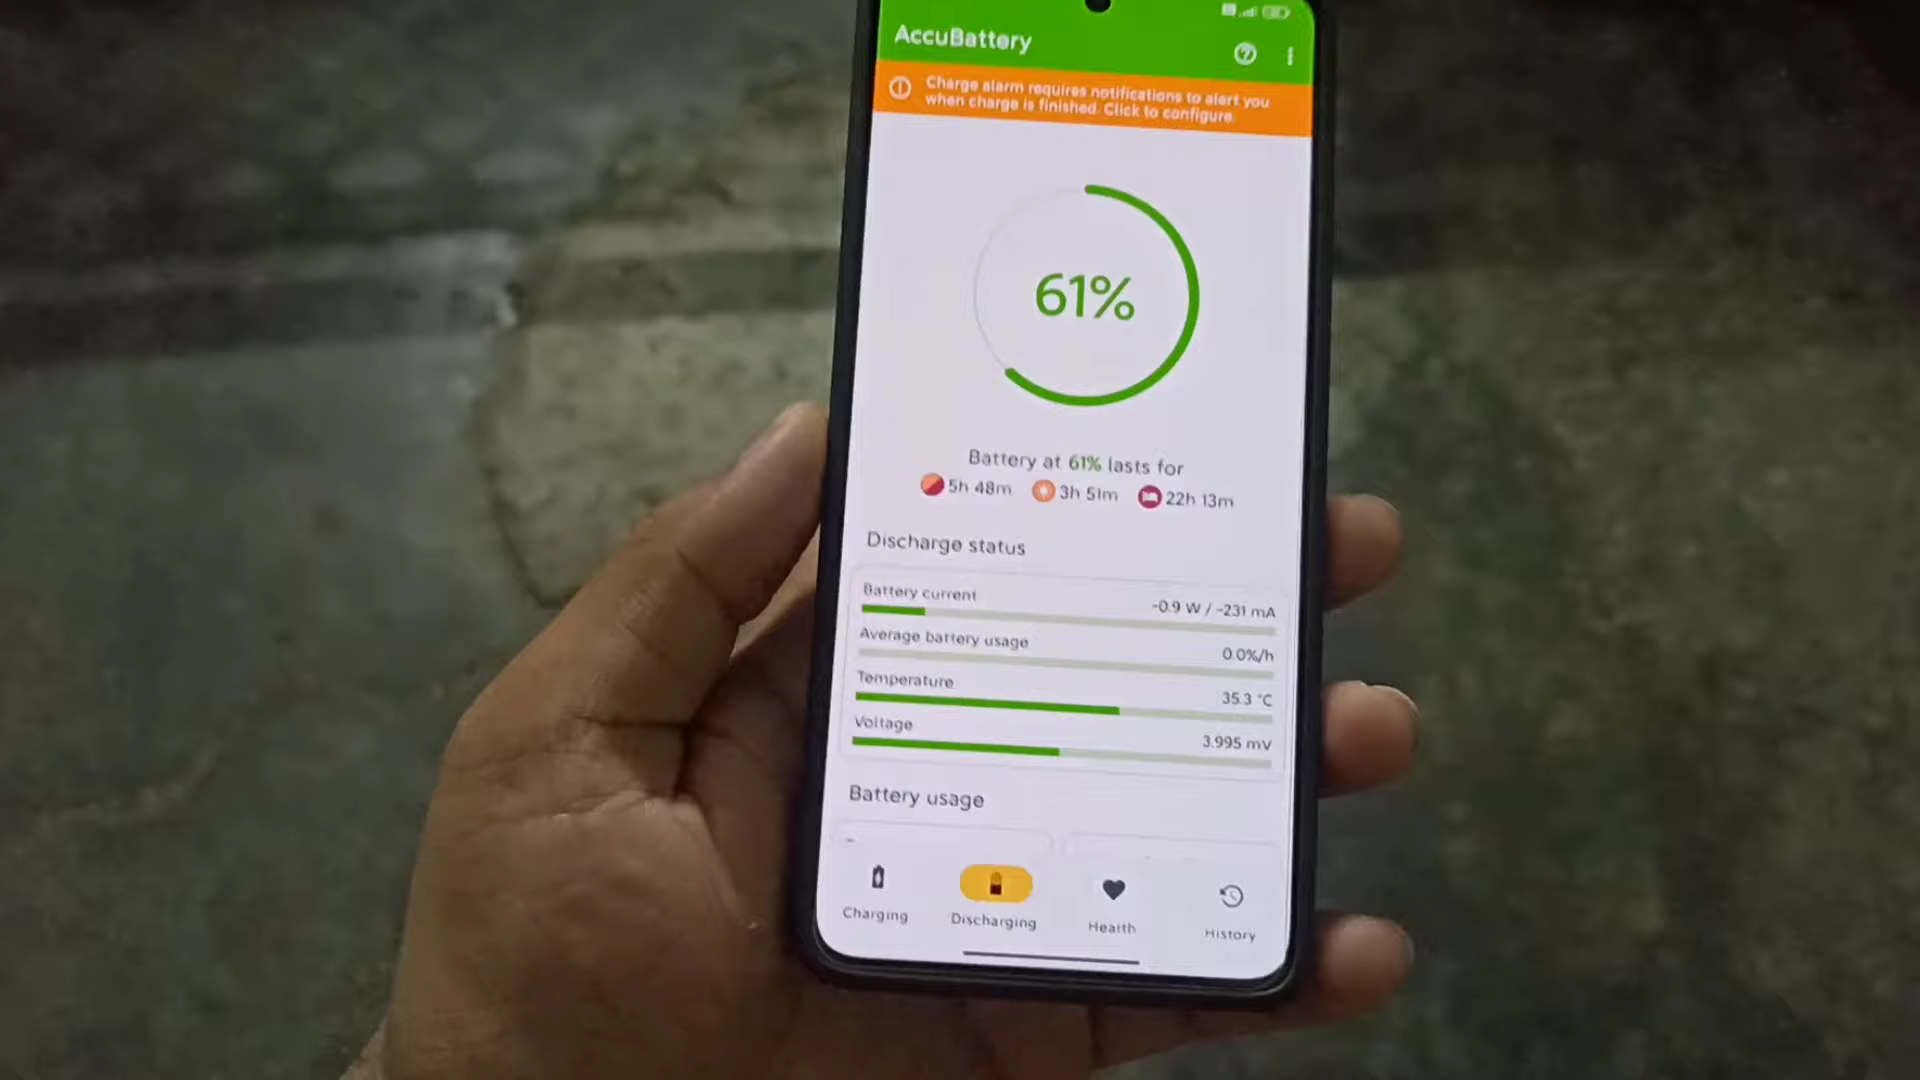 AccuBattery
Charge alarm requires notifications to alert you
when charge is finished. Click to configure.
61%
Battery at 61% lasts for
5h 48m 3h 51m 22h 13m
Discharge status
Battery current -0.9 W / -231 mA
Average battery usage 0.0%/h
Temperature 35.3 °C
Voltage 3.995 mV
Battery usage
Charging Discharging Health History